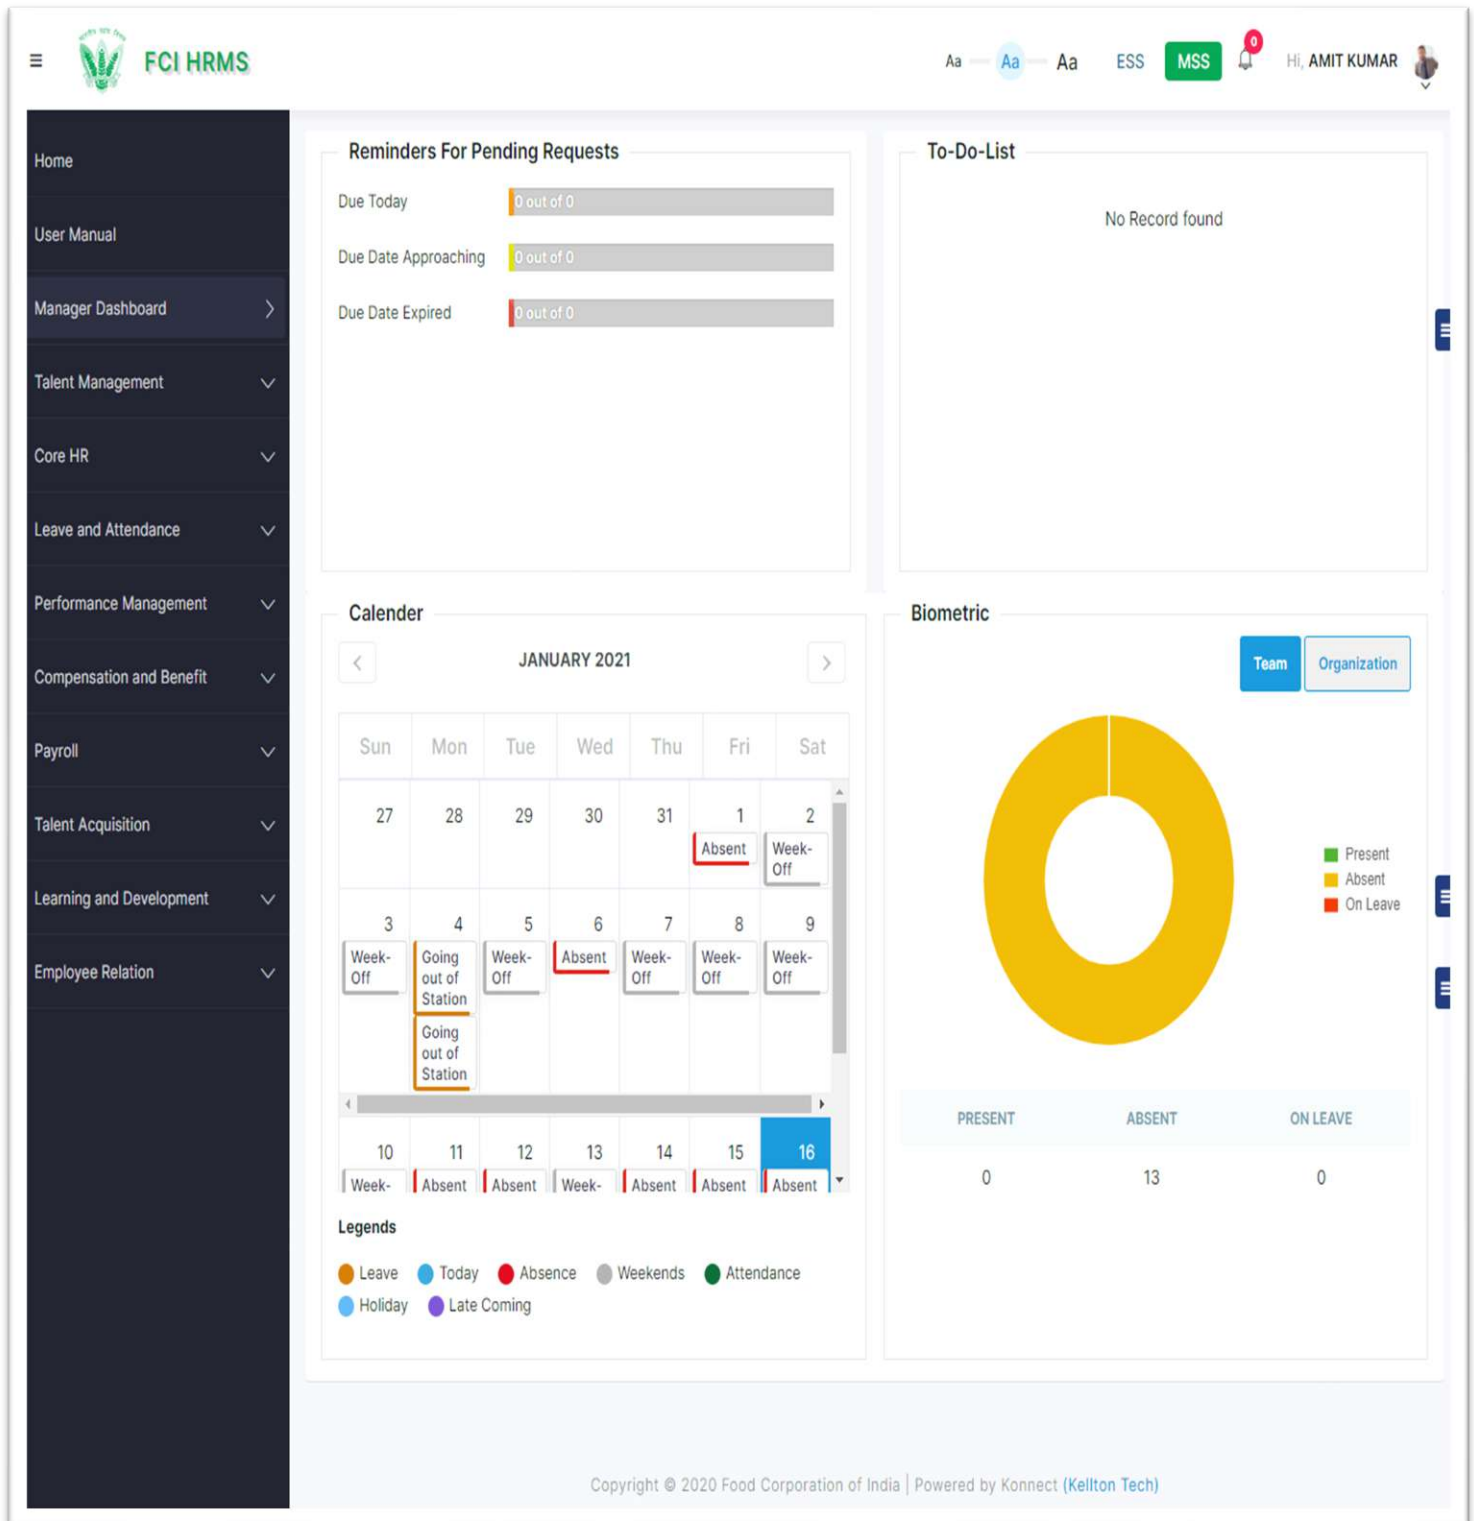 FCI HRMS
Aa Aa Aa ESS MSS 0 Hi, AMIT KUMAR
Home
User Manual
Manager Dashboard
Talent Management
Core HR
Leave and Attendance
Performance Management
Compensation and Benefit
Payroll
Talent Acquisition
Learning and Development
Employee Relation
Reminders For Pending Requests
Due Today 0 out of 0
Due Date Approaching 0 out of 0
Due Date Expired 0 out of 0
To-Do-List
No Record found
Calender
JANUARY 2021
Sun Mon Tue Wed Thu Fri Sat
27 28 29 30 31 1 2
Absent Week-
Off
3 4 5 6 7 8 9
Week- Going Week- Absent Week- Week- Week-
Off out of Off Off Off Off
Station
Going
out of
Station
10 11 12 13 14 15 16
Week- Absent Absent Week- Absent Absent Absent
Legends
Leave Today Absence Weekends Attendance
Holiday Late Coming
Biometric
Team Organization
Present
Absent
On Leave
PRESENT ABSENT ON LEAVE
0 13 0
Copyright © 2020 Food Corporation of India | Powered by Konnect (Kellton Tech)